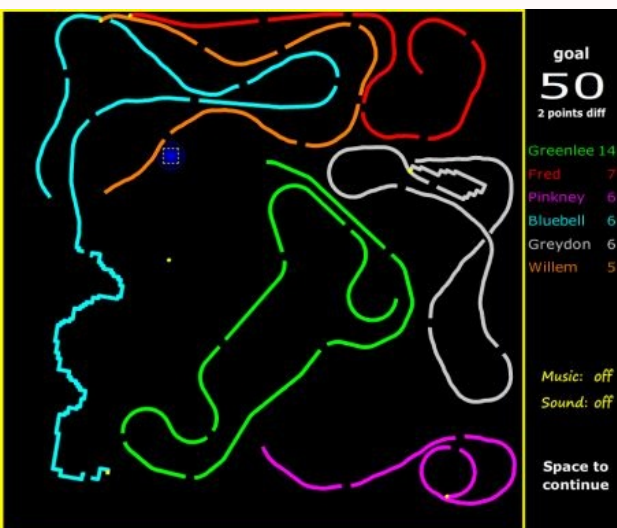 goal
50
2 points diff
Greenlee 14
Fred 7
Pinkney 6
Bluebell 6
Greydon 6
Willem 5
Music: off
Sound: off
Space to
continue